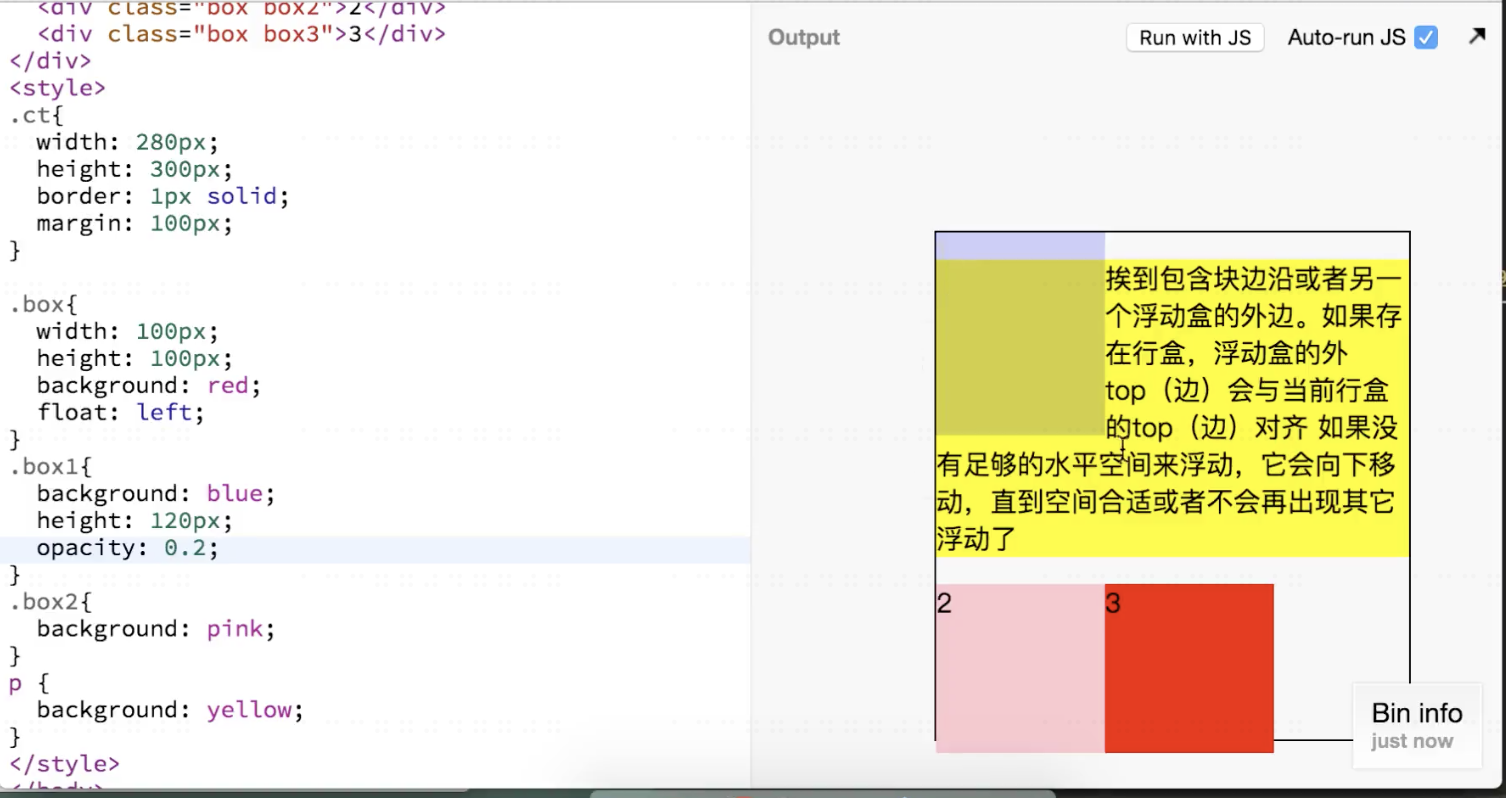 <div class="box box2">2</div>
<div class="box box3">3</div>
</div>
<style>
.ct{
width: 280px;
height: 300px;
border: 1px solid;
margin: 100px;
}
.box{
width: 100px;
height: 100px;
background: red;
float: left;
}
.box1{
background: blue;
height: 120px;
opacity: 0.2;
}
.box2{
background: pink;
}
p {
background: yellow;
}
</style>
</body>
Output
Run with JS
Auto-run JS
挨到包含块边沿或者另一
个浮动盒的外边。如果存
在行盒，浮动盒的外
top（边）会与当前行盒
的top（边）对齐 如果没
有足够的水平空间来浮动，它会向下移
动，直到空间合适或者不会再出现其它
浮动了
2
3
Bin info
just now